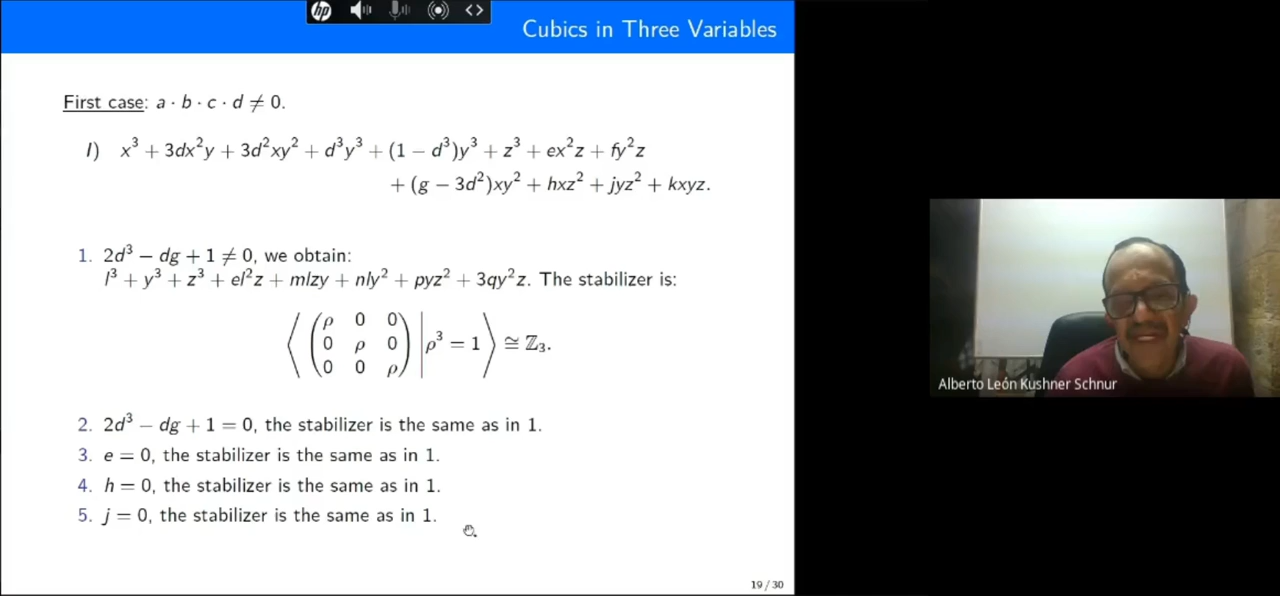 hp
Cubics in Three Variables
First case: a · b · c · d ≠ 0.
I) x³ + 3dx²y + 3d²xy² + d³y³ + (1 − d³)y³ + z³ + ex²z + fy²z
+ (g − 3d²)xy² + hxz² + jyz² + kxyz.
1. 2d³ − dg + 1 ≠ 0, we obtain:
l³ + y³ + z³ + el²z + mlzy + nly² + pyz² + 3qy²z. The stabilizer is:
⟨ ( ρ 0 0
0 ρ 0
0 0 ρ ) | ρ³ = 1 ⟩ ≅ ℤ₃.
2. 2d³ − dg + 1 = 0, the stabilizer is the same as in 1.
3. e = 0, the stabilizer is the same as in 1.
4. h = 0, the stabilizer is the same as in 1.
5. j = 0, the stabilizer is the same as in 1.
19 / 30
Alberto León Kushner Schnur